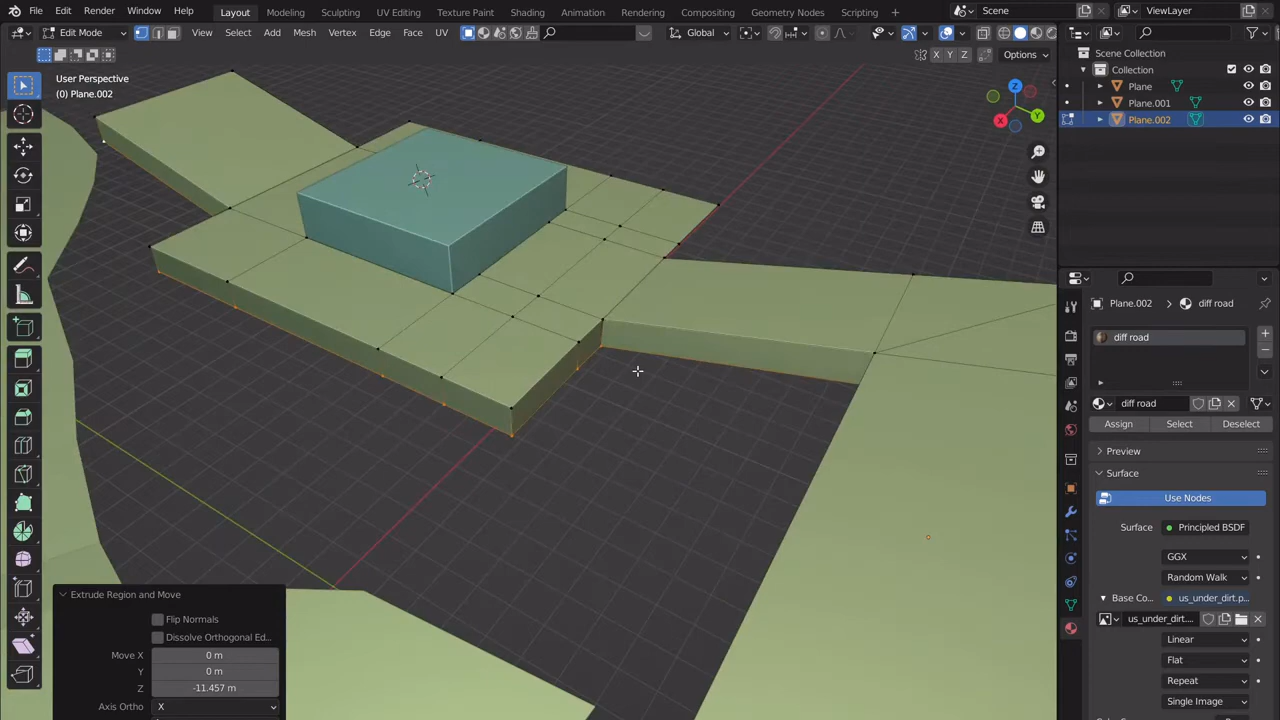 File Edit Render Window Help Layout Modeling Sculpting UV Editing Texture Paint Shading Animation Rendering Compositing Geometry Nodes Scripting + Scene ViewLayer
Edit Mode View Select Add Mesh Vertex Edge Face UV Global
X Y Z Options
User Perspective
(0) Plane.002
Z
Y
X
Scene Collection
Collection
Plane
Plane.001
Plane.002
Plane.002 > diff road
diff road
diff road
Assign Select Deselect
Preview
Surface
Use Nodes
Surface Principled BSDF
GGX
Random Walk
Base Co... us_under_dirt.p...
us_under_dirt....
Linear
Flat
Repeat
Single Image
Extrude Region and Move
Flip Normals
Dissolve Orthogonal Ed...
Move X 0 m
Y 0 m
Z -11.457 m
Axis Ortho X